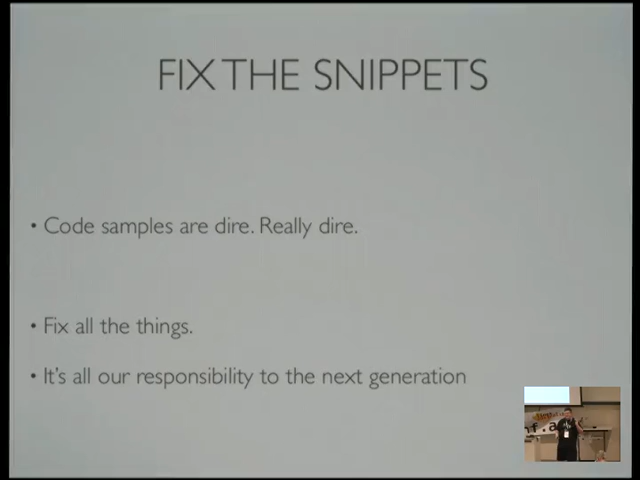 FIX THE SNIPPETS
• Code samples are dire. Really dire.
• Fix all the things.
• It's all our responsibility to the next generation